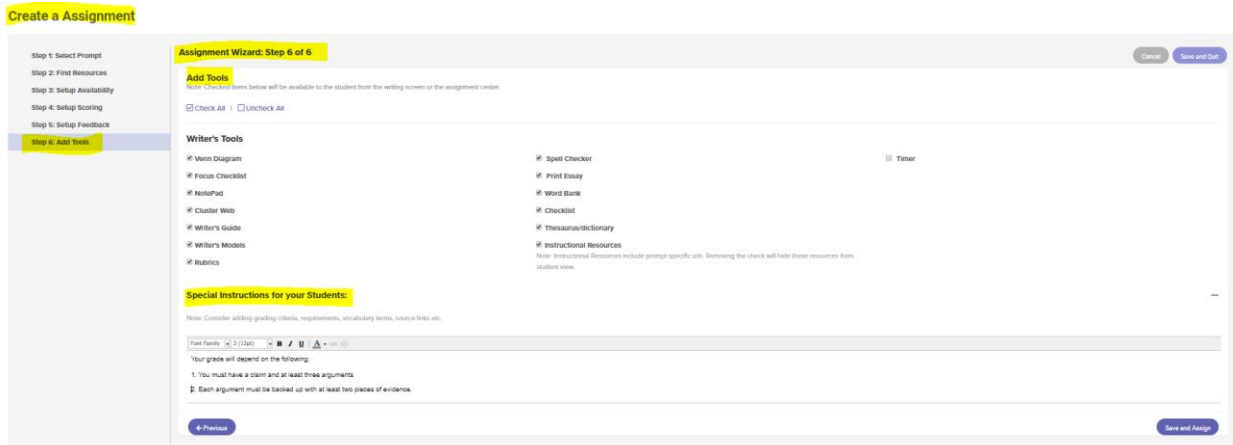 Create a Assignment
Step 1: Select Prompt
Step 2: Find Resources
Step 3: Setup Availability
Step 4: Setup Scoring
Step 5: Setup Feedback
Step 6: Add Tools
Assignment Wizard: Step 6 of 6
Cancel
Save and Quit
Add Tools
Note: Checked items below will be available to the student from the writing screen or the assignment center.
Check All | Uncheck All
Writer's Tools
Venn Diagram
Focus Checklist
NotePad
Cluster Web
Writer's Guide
Writer's Models
Rubrics
Spell Checker
Print Essay
Word Bank
Checklist
Thesaurus/dictionary
Instructional Resources
Note: Instructional Resources include prompt specific urls. Removing the check will hide these resources from
student view.
Timer
Special Instructions for your Students:
Note: Consider adding grading criteria, requirements, vocabulary terms, source links etc.
Font Family 3 (12pt) B I U A
Your grade will depend on the following:
1. You must have a claim and at least three arguments
2. Each argument must be backed up with at least two pieces of evidence.
← Previous
Save and Assign